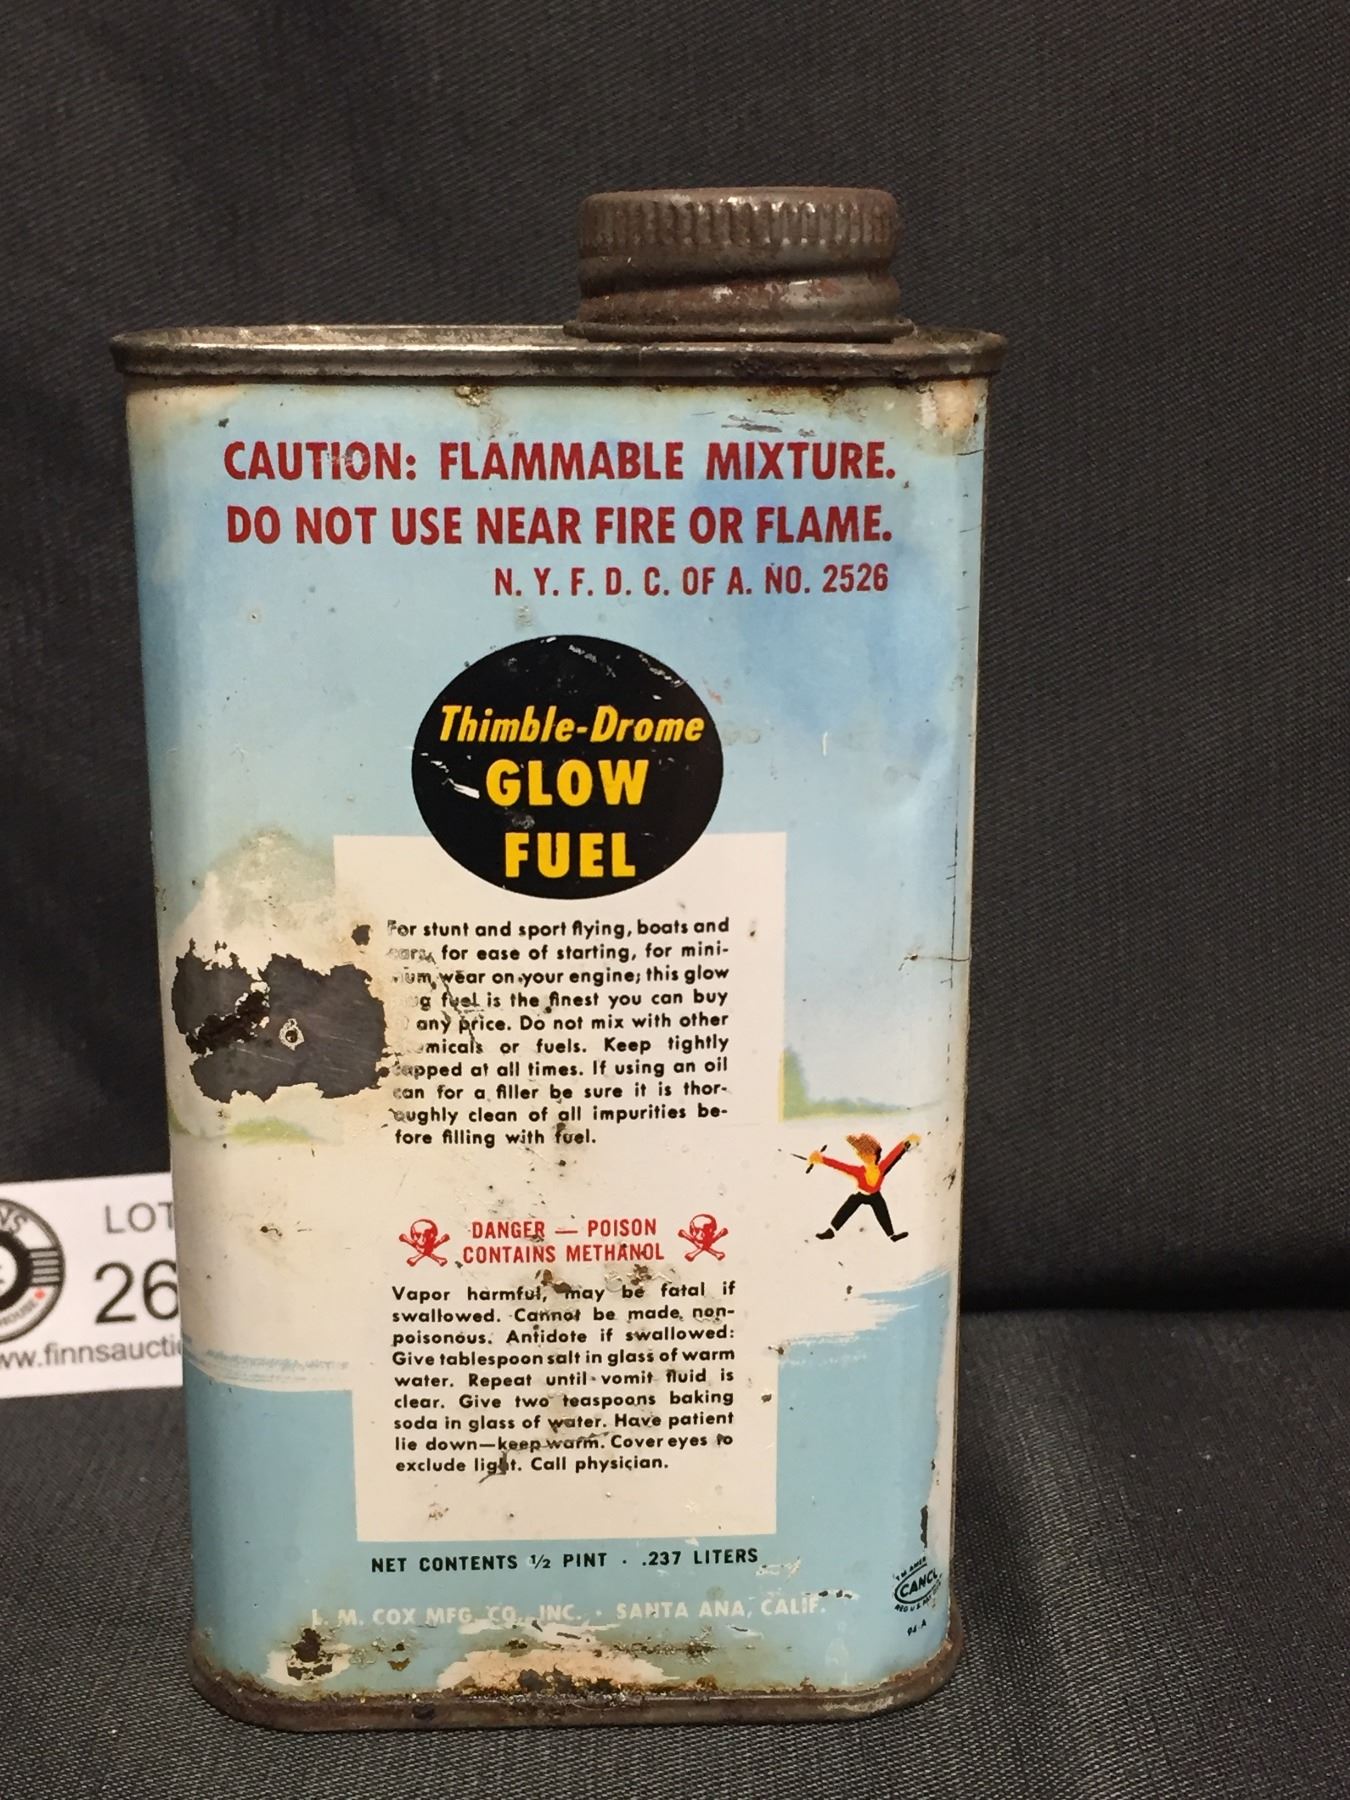 CAUTION: FLAMMABLE MIXTURE.
DO NOT USE NEAR FIRE OR FLAME.
N. Y. F. D. C. OF A. NO. 2526
Thimble-Drome
GLOW
FUEL
For stunt and sport flying, boats and
cars, for ease of starting, for mini-
wear on your engine; this glow
fuel is the finest you can buy
any price. Do not mix with other
or fuels. Keep tightly
capped at all times. If using an oil
can for a filler be sure it is thor-
oughly clean of all impurities be-
fore filling with fuel.
DANGER — POISON
CONTAINS METHANOL
Vapor harmful, may be fatal if
swallowed. Cannot be made non-
poisonous. Antidote if swallowed:
Give tablespoon salt in glass of warm
water. Repeat until vomit fluid is
clear. Give two teaspoons baking
soda in glass of water. Have patient
lie down—keep warm. Cover eyes to
exclude light. Call physician.
NET CONTENTS ½ PINT · .237 LITERS
L. M. COX MFG. CO., INC. · SANTA ANA, CALIF.
CANCO
94-A
LOT
26
ww.finnsaucti